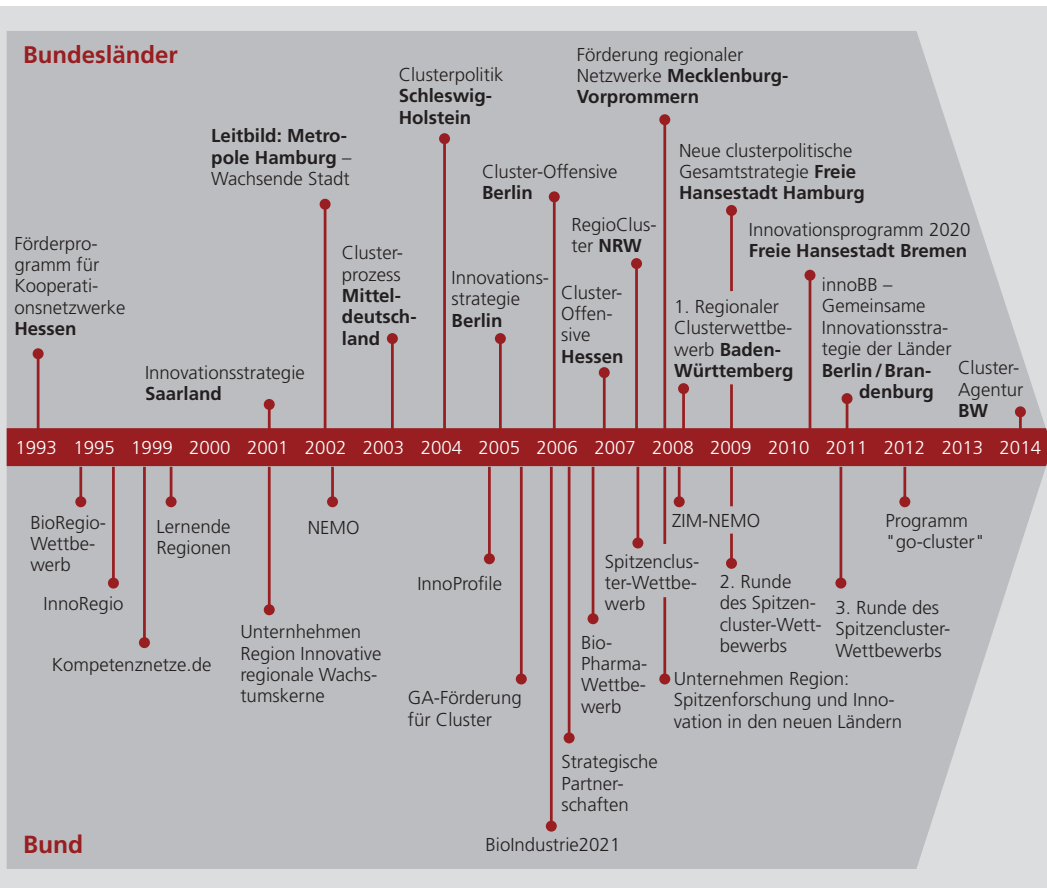 Bundesländer
Förderpro-
gramm für
Kooperati-
onsnetzwerke
Hessen
Innovationsstrategie
Saarland
Leitbild: Metro-
pole Hamburg –
Wachsende Stadt
Cluster-
prozess
Mittel-
deutsch-
land
Clusterpolitik
Schleswig-
Holstein
Innovations-
strategie
Berlin
Cluster-Offensive
Berlin
Cluster-
Offen-
sive
Hessen
RegioClus-
ter NRW
Förderung regionaler
Netzwerke Mecklenburg-
Vorprommern
1. Regionaler
Clusterwettbe-
werb Baden-
Württemberg
Neue clusterpolitische
Gesamtstrategie Freie
Hansestadt Hamburg
Innovationsprogramm 2020
Freie Hansestadt Bremen
innoBB –
Gemeinsame
Innovationsstra-
tegie der Länder
Berlin/Bran-
denburg
Cluster-
Agentur
BW
1993 1995 1999 2000 2001 2002 2003 2004 2005 2006 2007 2008 2009 2010 2011 2012 2013 2014
BioRegio-
Wettbe-
werb
InnoRegio
Kompetenznetze.de
Lernende
Regionen
Unternhehmen
Region Innovative
regionale Wachs-
tumskerne
NEMO
InnoProfile
GA-Förderung
für Cluster
BioIndustrie2021
Strategische
Partner-
schaften
Bio-
Pharma-
Wettbe-
werb
Spitzenclus-
ter-Wettbe-
werb
Unternehmen Region:
Spitzenforschung und Inno-
vation in den neuen Ländern
ZIM-NEMO
2. Runde
des Spitzen-
cluster-Wett-
bewerbs
3. Runde des
Spitzencluster-
Wettbewerbs
Programm
"go-cluster"
Bund